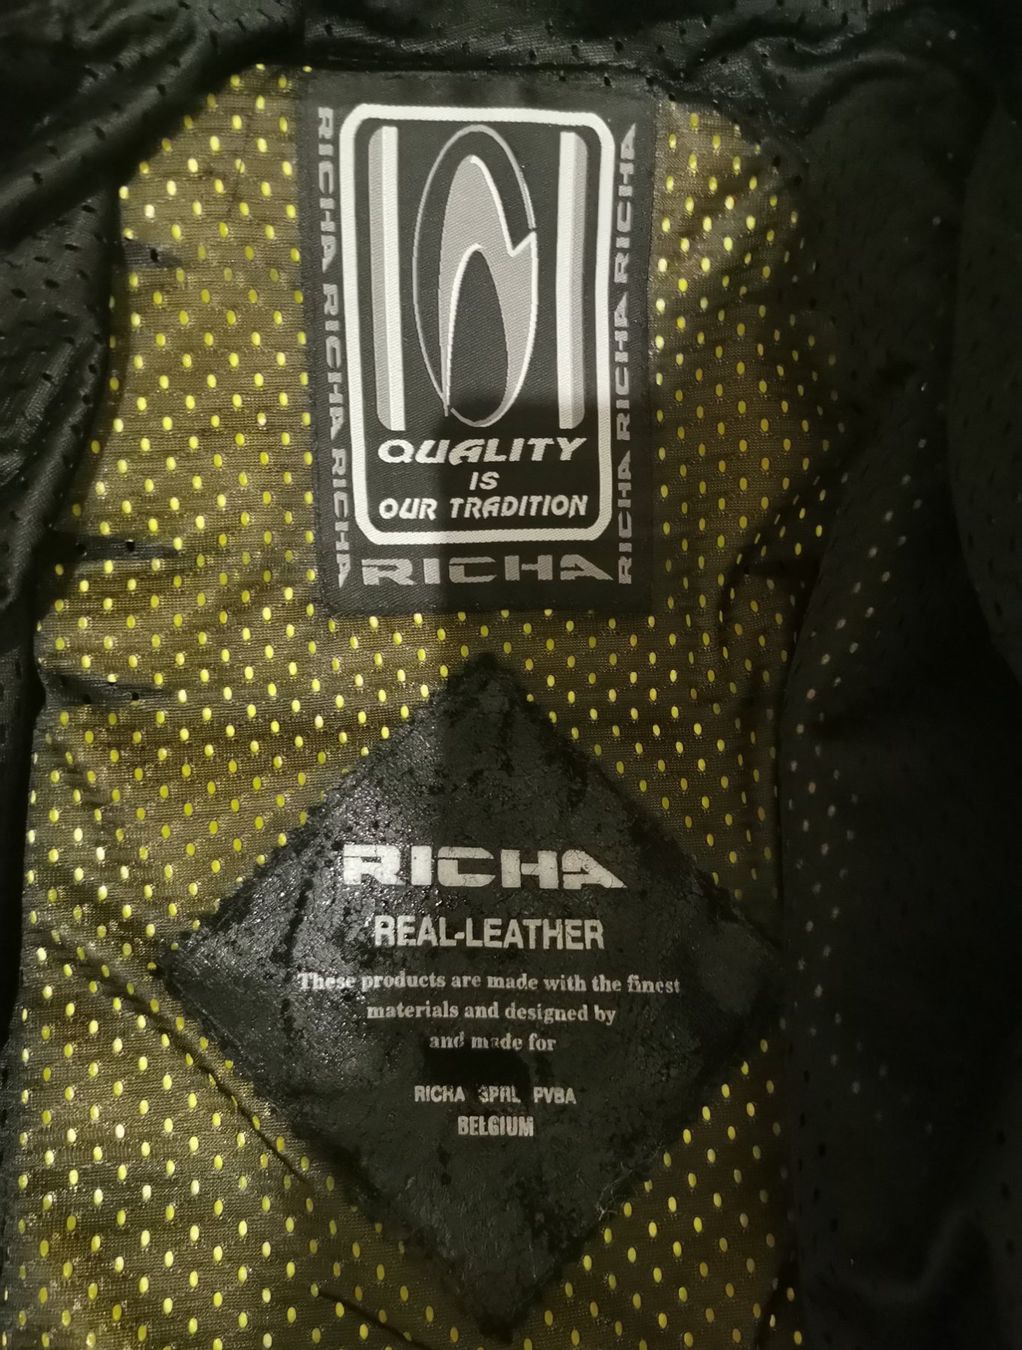 RICHA RICHA RICHA
RICHA RICHA RICHA
QUALITY
IS
OUR TRADITION
RICHA
RICHA
REAL-LEATHER
These products are made with the finest
materials and designed by
and made for
RICHA SPRL PVBA
BELGIUM